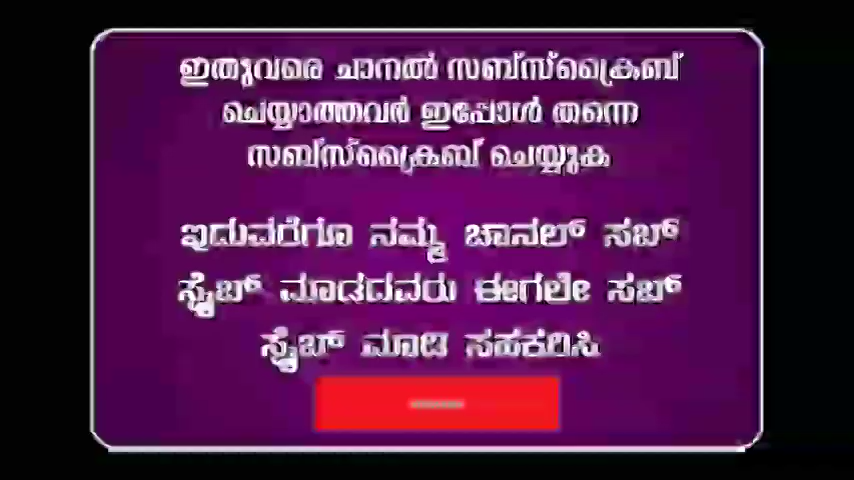 ഇതുവരെ ചാനൽ സബ്സ്ക്രൈബ്
ചെയ്യാത്തവർ ഇപ്പോൾ തന്നെ
സബ്സ്ക്രൈബ് ചെയ്യുക
ಇದುವರೆಗೂ ನಮ್ಮ ಚಾನಲ್ ಸಬ್
ಸ್ಕ್ರೈಬ್ ಮಾಡದವರು ಈಗಲೇ ಸಬ್
ಸ್ಕ್ರೈಬ್ ಮಾಡಿ ಸಹಕರಿಸಿ